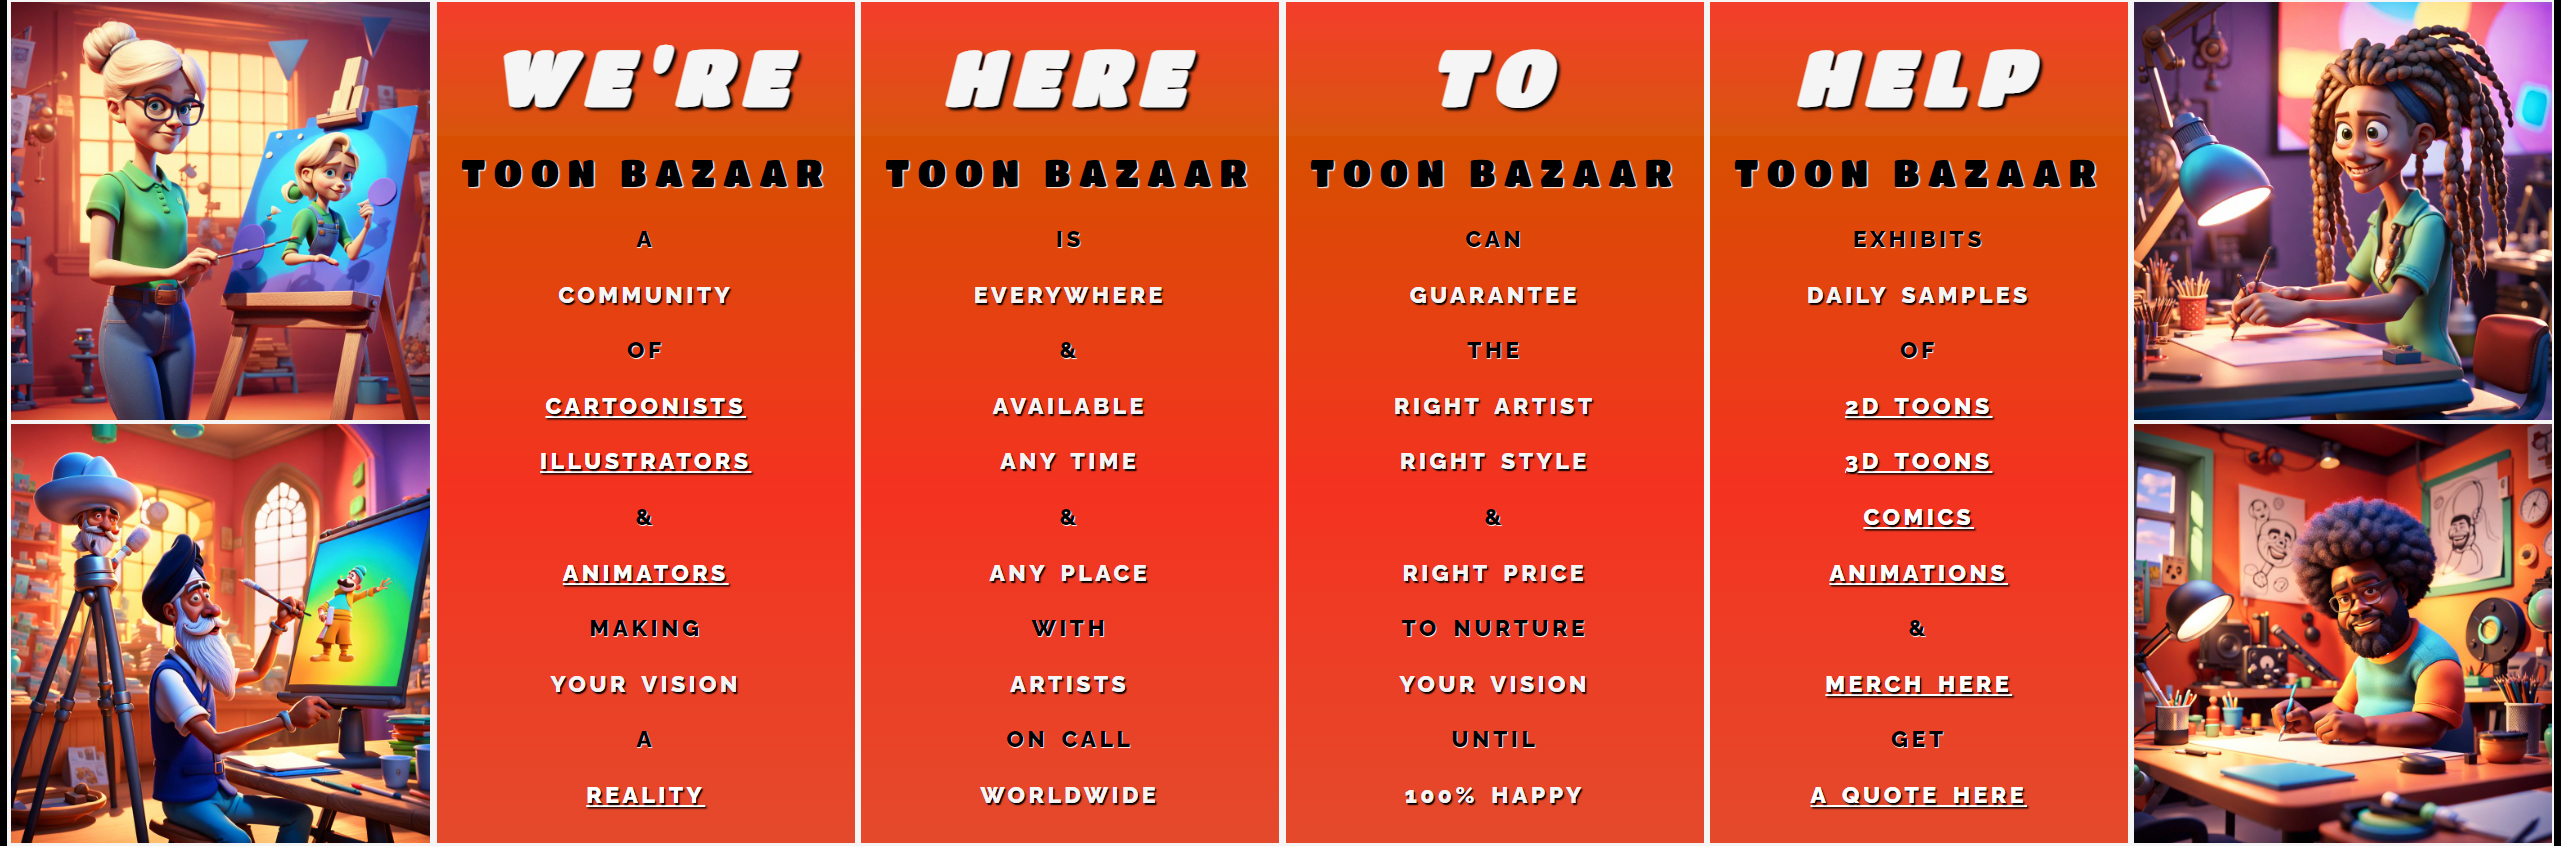 WE'RE
TOON BAZAAR
A
COMMUNITY
OF
CARTOONISTS
ILLUSTRATORS
&
ANIMATORS
MAKING
YOUR VISION
A
REALITY
HERE
TOON BAZAAR
IS
EVERYWHERE
&
AVAILABLE
ANY TIME
&
ANY PLACE
WITH
ARTISTS
ON CALL
WORLDWIDE
TO
TOON BAZAAR
CAN
GUARANTEE
THE
RIGHT ARTIST
RIGHT STYLE
&
RIGHT PRICE
TO NURTURE
YOUR VISION
UNTIL
100% HAPPY
HELP
TOON BAZAAR
EXHIBITS
DAILY SAMPLES
OF
2D TOONS
3D TOONS
COMICS
ANIMATIONS
&
MERCH HERE
GET
A QUOTE HERE